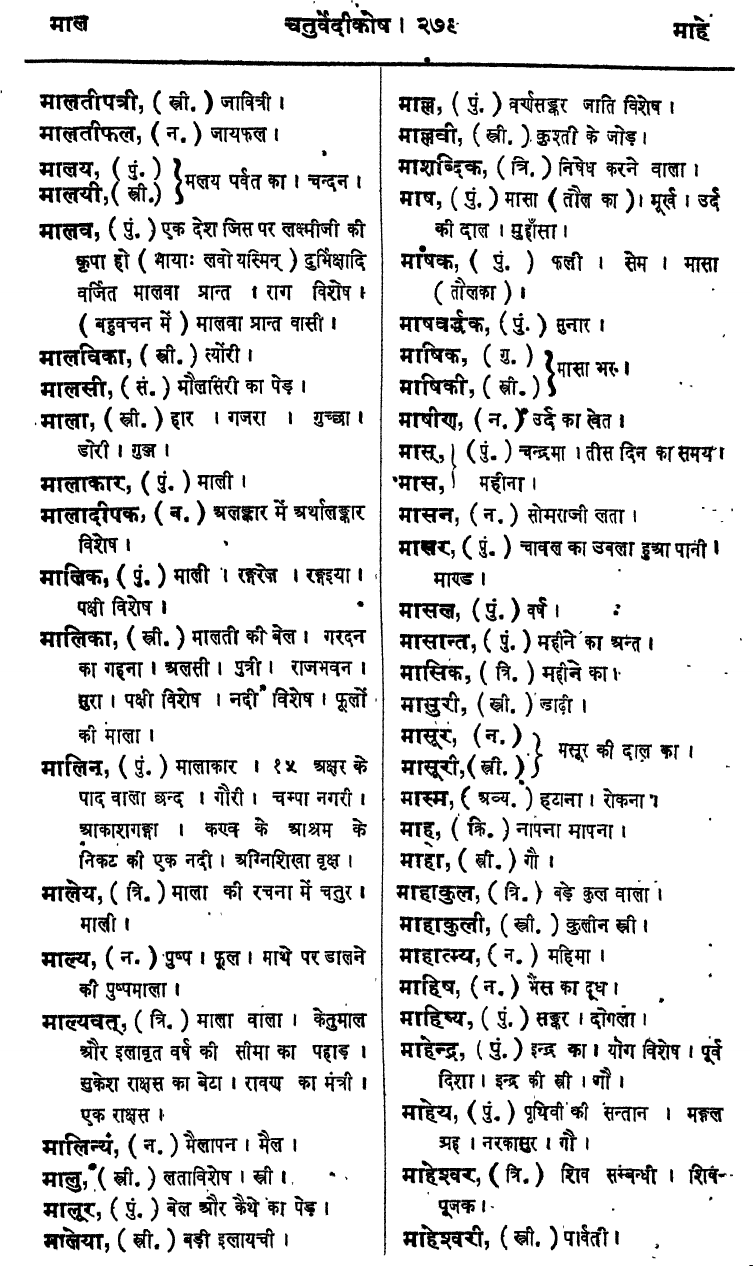 माल
चतुर्वेदीकोष। २७९
माहे
मालतीपत्री, (स्त्री.) जावित्री।
मालतीफल, (न.) जायफल।
मालय, (पुं.)
मालयी, (स्त्री.)
मलय पर्वत का। चन्दन।
मालव, (पुं.) एक देश जिस पर लक्ष्मीजी की
कृपा हो (मायाः लवो यस्मिन्) दुर्भिक्षादि
वर्जित मालवा प्रान्त। राग विशेष।
(बहुवचन में) मालवा प्रान्त वासी।
मालविका, (स्त्री.) त्योंरी।
मालसी, (सं.) मौलसिरी का पेड़।
माला, (स्त्री.) हार। गजरा। गुच्छा।
डोरी। गुञ्ज।
मालाकार, (पुं.) माली।
मालादीपक, (न.) अलङ्कार में अर्थालङ्कार
विशेष।
मालिक, (पुं.) माली। रङ्गरेज़। रङ्गइया।
पक्षी विशेष।
मालिका, (स्त्री.) मालती की बेल। गरदन
का गहना। अलसी। पुत्री। राजभवन।
सुरा। पक्षी विशेष। नदी विशेष। फूलों
की माला।
मालिन्, (पुं.) मालाकार। १५ अक्षर के
पाद वाला छन्द। गौरी। चम्पा नगरी।
आकाशगङ्गा। कण्व के आश्रम के
निकट की एक नदी। अग्निशिखा वृक्ष।
मालेय, (त्रि.) माला की रचना में चतुर।
माली।
माल्य, (न.) पुष्प। फूल। माथे पर डालने
की पुष्पमाला।
माल्यवत्, (त्रि.) माला वाला। केतुमाल
और इलावृत वर्ष की सीमा का पहाड़।
सुकेश राक्षस का बेटा। रावण का मंत्री।
एक राक्षस।
मालिन्यं, (न.) मैलापन। मैल।
मालु, (स्त्री.) लताविशेष। स्त्री।
मालूर, (पुं.) बेल और कैथे का पेड़।
मालेया, (स्त्री.) बड़ी इलायची।
माल्ल, (पुं.) वर्णसङ्कर जाति विशेष।
माल्लवी, (स्त्री.) कुश्ती के जोड़।
माशब्दिक, (त्रि.) निषेध करने वाला।
माष, (पुं.) मासा (तौल का)। मूर्ख। उर्द
की दाल। मुहाँसा।
माषक, (पुं.) फली। सेम। मासा
(तौलका)।
माषवर्द्धक, (पुं.) सुनार।
माषिक, (गु.)
माषिकी, (स्त्री.)
मासा भर।
माषीण, (न.) उर्द का खेत।
मास्, (पुं.) चन्द्रमा। तीस दिन का समय।
मास, महीना।
मासन, (न.) सोमराजी लता।
मासर, (पुं.) चावल का उबला हुआ पानी।
माण्ड।
मासल, (पुं.) वर्ष।
मासान्त, (पुं.) महीने का अन्त।
मासिक, (त्रि.) महीने का।
मासुरी, (स्त्री.) डाढ़ी।
मासूर, (न.)
मासूरी, (स्त्री.)
मसूर की दाल का।
मास्म, (अव्य.) हटाना। रोकना।
माह्, (क्रि.) नापना मापना।
माहा, (स्त्री.) गौ।
माहाकुल, (त्रि.) बड़े कुल वाला।
माहाकुली, (स्त्री.) कुलीन स्त्री।
माहात्म्य, (न.) महिमा।
माहिष, (न.) भैंस का दूध।
माहिष्य, (पुं.) सङ्कर। दोगला।
माहेन्द्र, (पुं.) इन्द्र का। योग विशेष। पूर्व
दिशा। इन्द्र की स्त्री। गौ।
माहेय, (पुं.) पृथिवी की सन्तान। मङ्गल
ग्रह। नरकासुर। गौ।
माहेश्वर, (त्रि.) शिव सम्बन्धी। शिव-
पूजक।
माहेश्वरी, (स्त्री.) पार्वती।